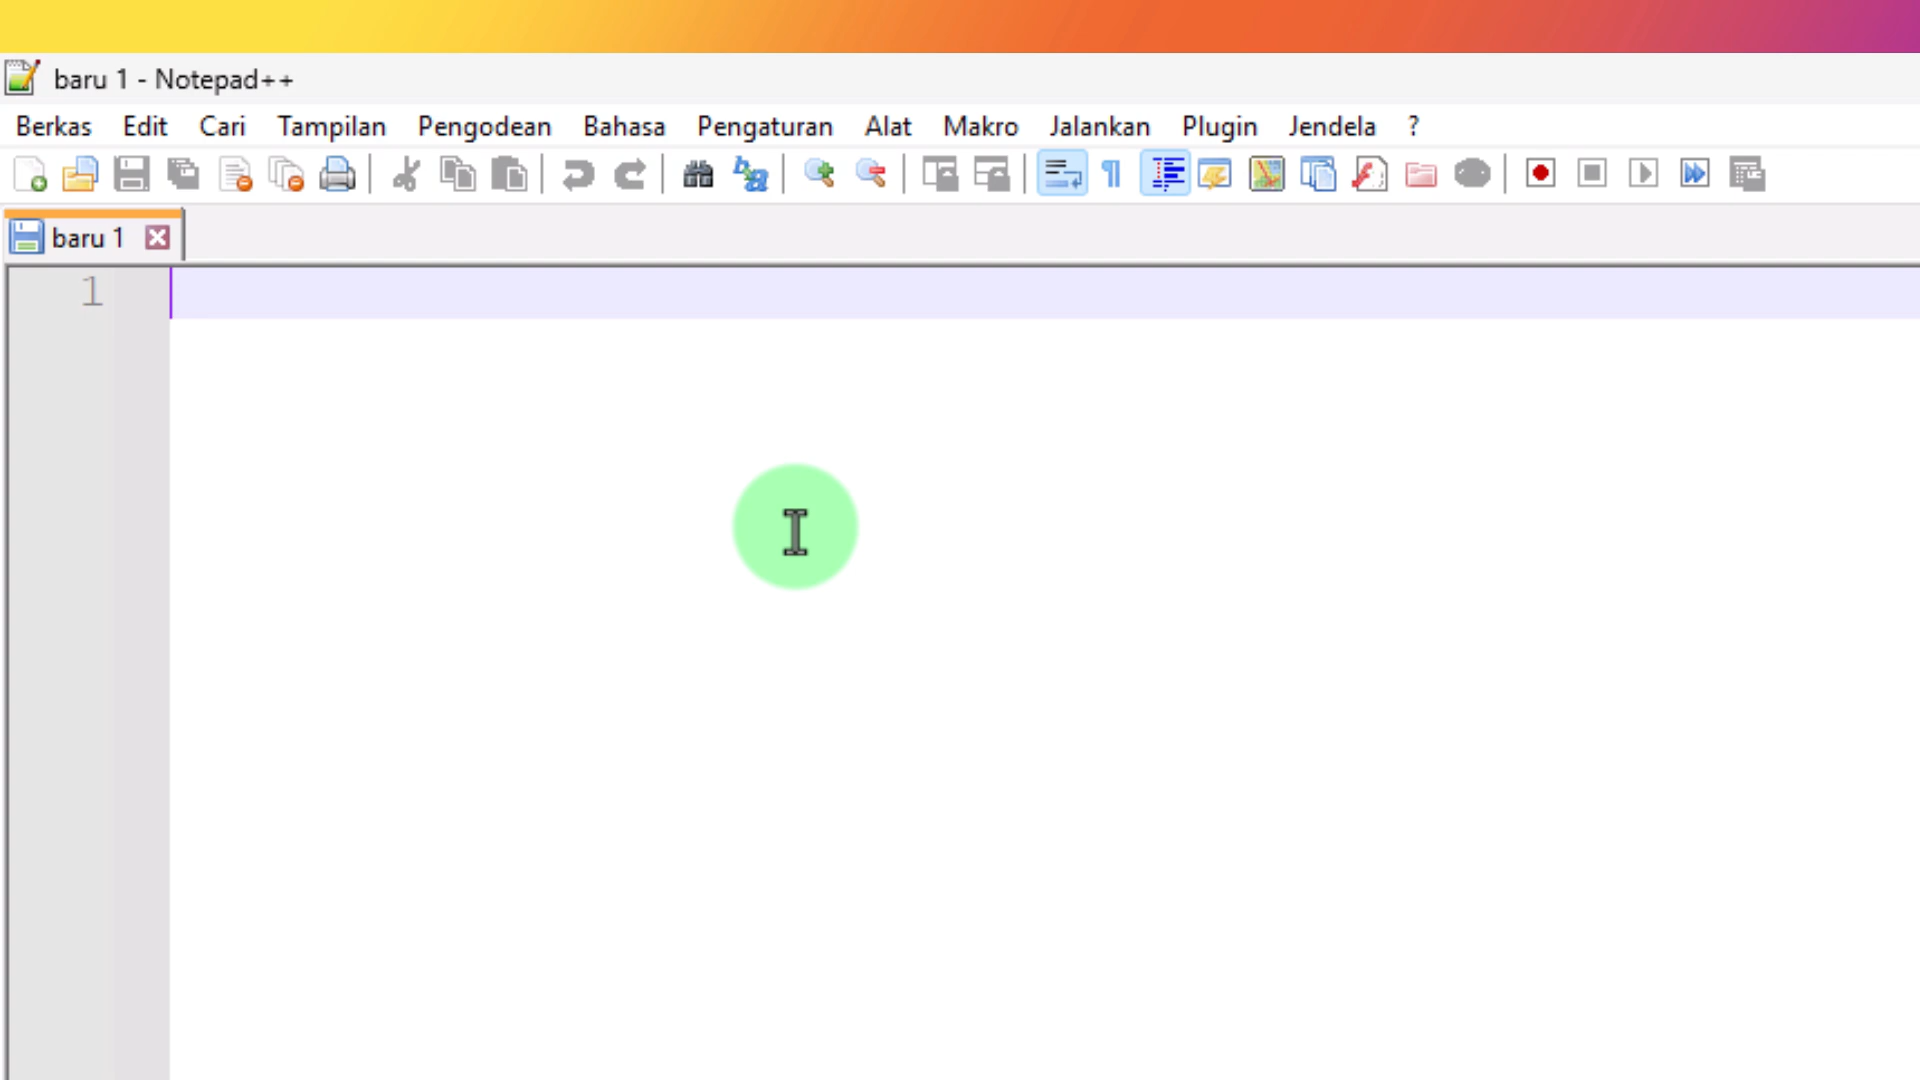 baru 1 - Notepad++
Berkas Edit Cari Tampilan Pengodean Bahasa Pengaturan Alat Makro Jalankan Plugin Jendela ?
baru 1
1